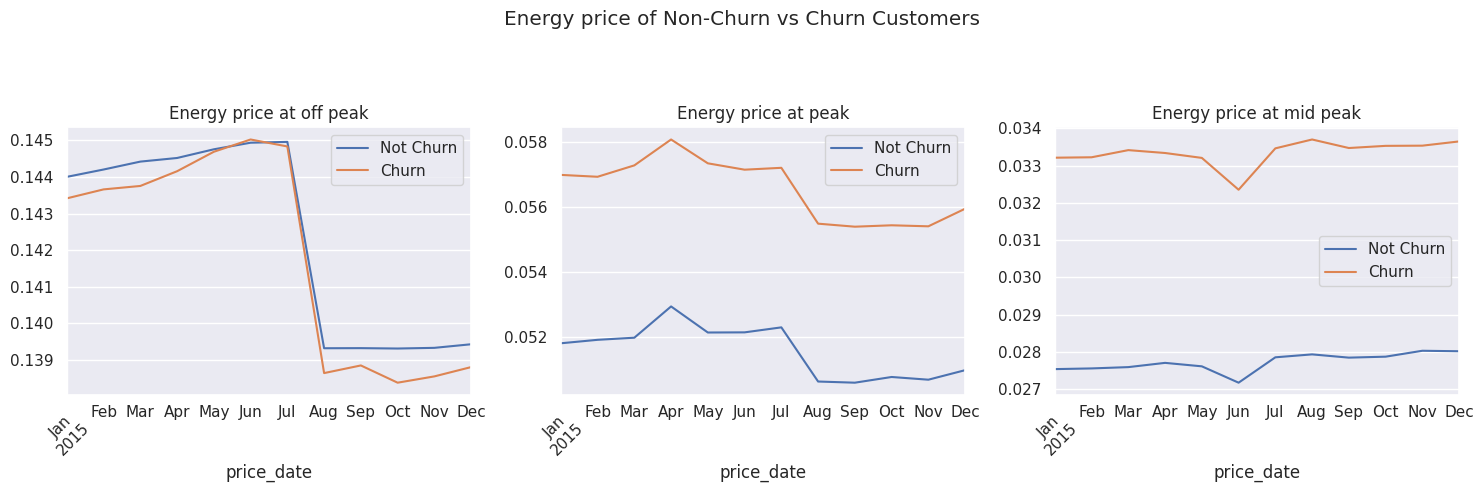 Energy price of Non-Churn vs Churn Customers
Energy price at off peak
0.145
0.144
0.143
0.142
0.141
0.140
0.139
Not Churn
Churn
Jan
2015
Feb Mar Apr May Jun Jul Aug Sep Oct Nov Dec
price_date
Energy price at peak
0.058
0.056
0.054
0.052
Not Churn
Churn
Jan
2015
Feb Mar Apr May Jun Jul Aug Sep Oct Nov Dec
price_date
Energy price at mid peak
0.034
0.033
0.032
0.031
0.030
0.029
0.028
0.027
Not Churn
Churn
Jan
2015
Feb Mar Apr May Jun Jul Aug Sep Oct Nov Dec
price_date